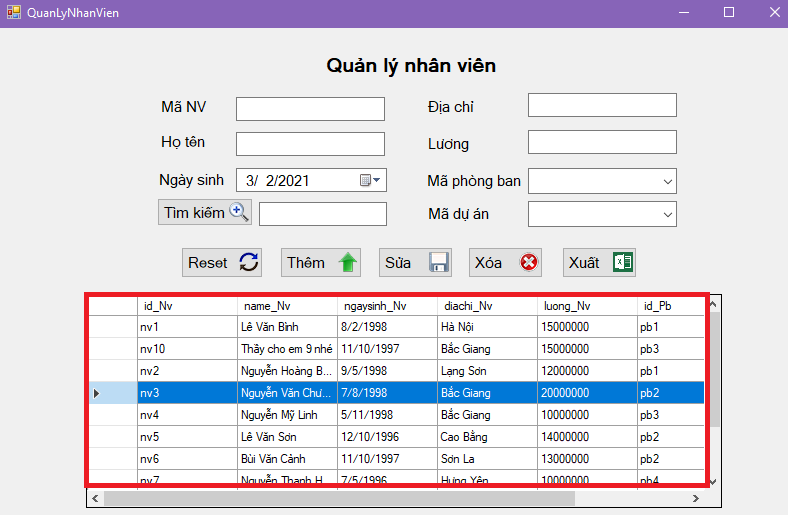 QuanLyNhanVien
Quản lý nhân viên
Mã NV
Địa chỉ
Họ tên
Lương
Ngày sinh 3/ 2/2021
Mã phòng ban
Tìm kiếm
Mã dự án
Reset Thêm Sửa Xóa Xuất
id_Nv name_Nv ngaysinh_Nv diachi_Nv luong_Nv id_Pb
nv1 Lê Văn Bình 8/2/1998 Hà Nội 15000000 pb1
nv10 Thầy cho em 9 nhé 11/10/1997 Bắc Giang 15000000 pb3
nv2 Nguyễn Hoàng B... 9/5/1998 Lạng Sơn 12000000 pb1
nv3 Nguyễn Văn Chư... 7/8/1998 Bắc Giang 20000000 pb2
nv4 Nguyễn Mỹ Linh 5/11/1998 Bắc Giang 10000000 pb3
nv5 Lê Văn Sơn 12/10/1996 Cao Bằng 14000000 pb2
nv6 Bùi Văn Cảnh 11/10/1997 Sơn La 13000000 pb2
nv7 Nguyễn Thanh H... 7/5/1996 Hưng Yên 10000000 pb4